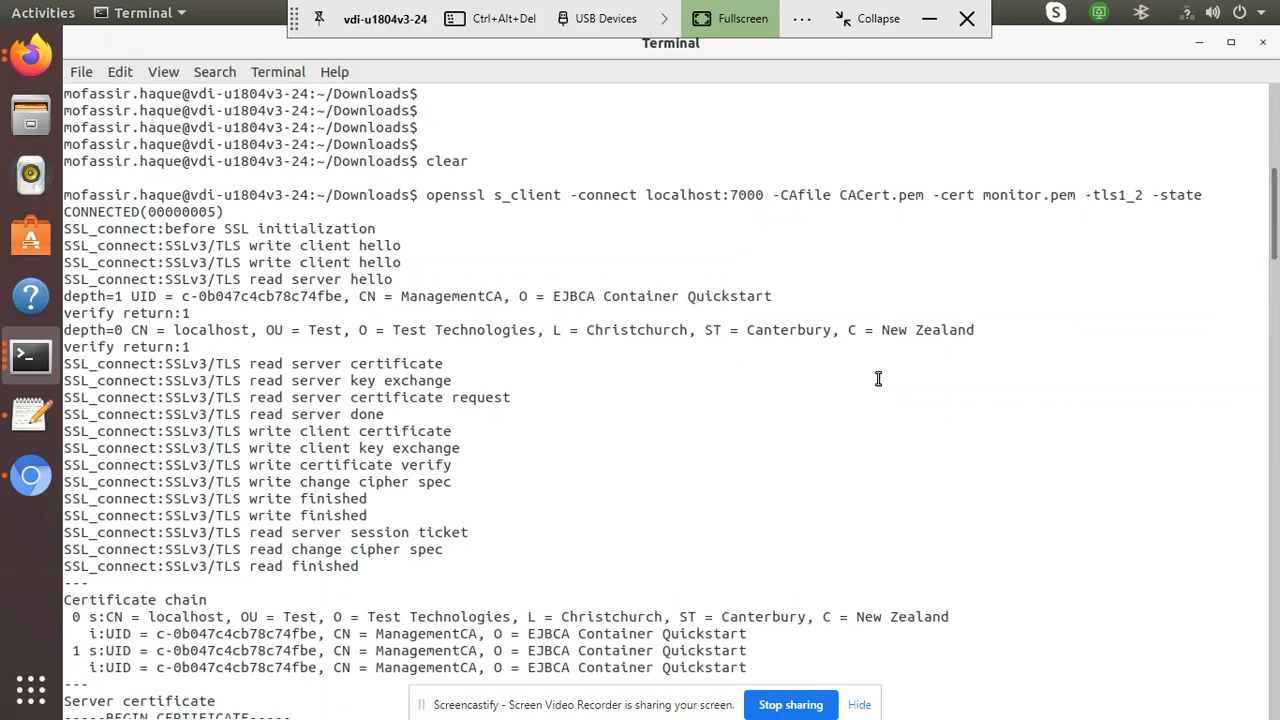 Activities
Terminal
vdi-u1804v3-24
Ctrl+Alt+Del
USB Devices
Fullscreen
Collapse
Terminal
File Edit View Search Terminal Help
mofassir.haque@vdi-u1804v3-24:~/Downloads$
mofassir.haque@vdi-u1804v3-24:~/Downloads$
mofassir.haque@vdi-u1804v3-24:~/Downloads$
mofassir.haque@vdi-u1804v3-24:~/Downloads$
mofassir.haque@vdi-u1804v3-24:~/Downloads$ clear
mofassir.haque@vdi-u1804v3-24:~/Downloads$ openssl s_client -connect localhost:7000 -CAfile CACert.pem -cert monitor.pem -tls1_2 -state
CONNECTED(00000005)
SSL_connect:before SSL initialization
SSL_connect:SSLv3/TLS write client hello
SSL_connect:SSLv3/TLS write client hello
SSL_connect:SSLv3/TLS read server hello
depth=1 UID = c-0b047c4cb78c74fbe, CN = ManagementCA, O = EJBCA Container Quickstart
verify return:1
depth=0 CN = localhost, OU = Test, O = Test Technologies, L = Christchurch, ST = Canterbury, C = New Zealand
verify return:1
SSL_connect:SSLv3/TLS read server certificate
SSL_connect:SSLv3/TLS read server key exchange
SSL_connect:SSLv3/TLS read server certificate request
SSL_connect:SSLv3/TLS read server done
SSL_connect:SSLv3/TLS write client certificate
SSL_connect:SSLv3/TLS write client key exchange
SSL_connect:SSLv3/TLS write certificate verify
SSL_connect:SSLv3/TLS write change cipher spec
SSL_connect:SSLv3/TLS write finished
SSL_connect:SSLv3/TLS write finished
SSL_connect:SSLv3/TLS read server session ticket
SSL_connect:SSLv3/TLS read change cipher spec
SSL_connect:SSLv3/TLS read finished
---
Certificate chain
0 s:CN = localhost, OU = Test, O = Test Technologies, L = Christchurch, ST = Canterbury, C = New Zealand
i:UID = c-0b047c4cb78c74fbe, CN = ManagementCA, O = EJBCA Container Quickstart
1 s:UID = c-0b047c4cb78c74fbe, CN = ManagementCA, O = EJBCA Container Quickstart
i:UID = c-0b047c4cb78c74fbe, CN = ManagementCA, O = EJBCA Container Quickstart
---
Server certificate
-----BEGIN CERTIFICATE-----
Screencastify - Screen Video Recorder is sharing your screen.
Stop sharing
Hide